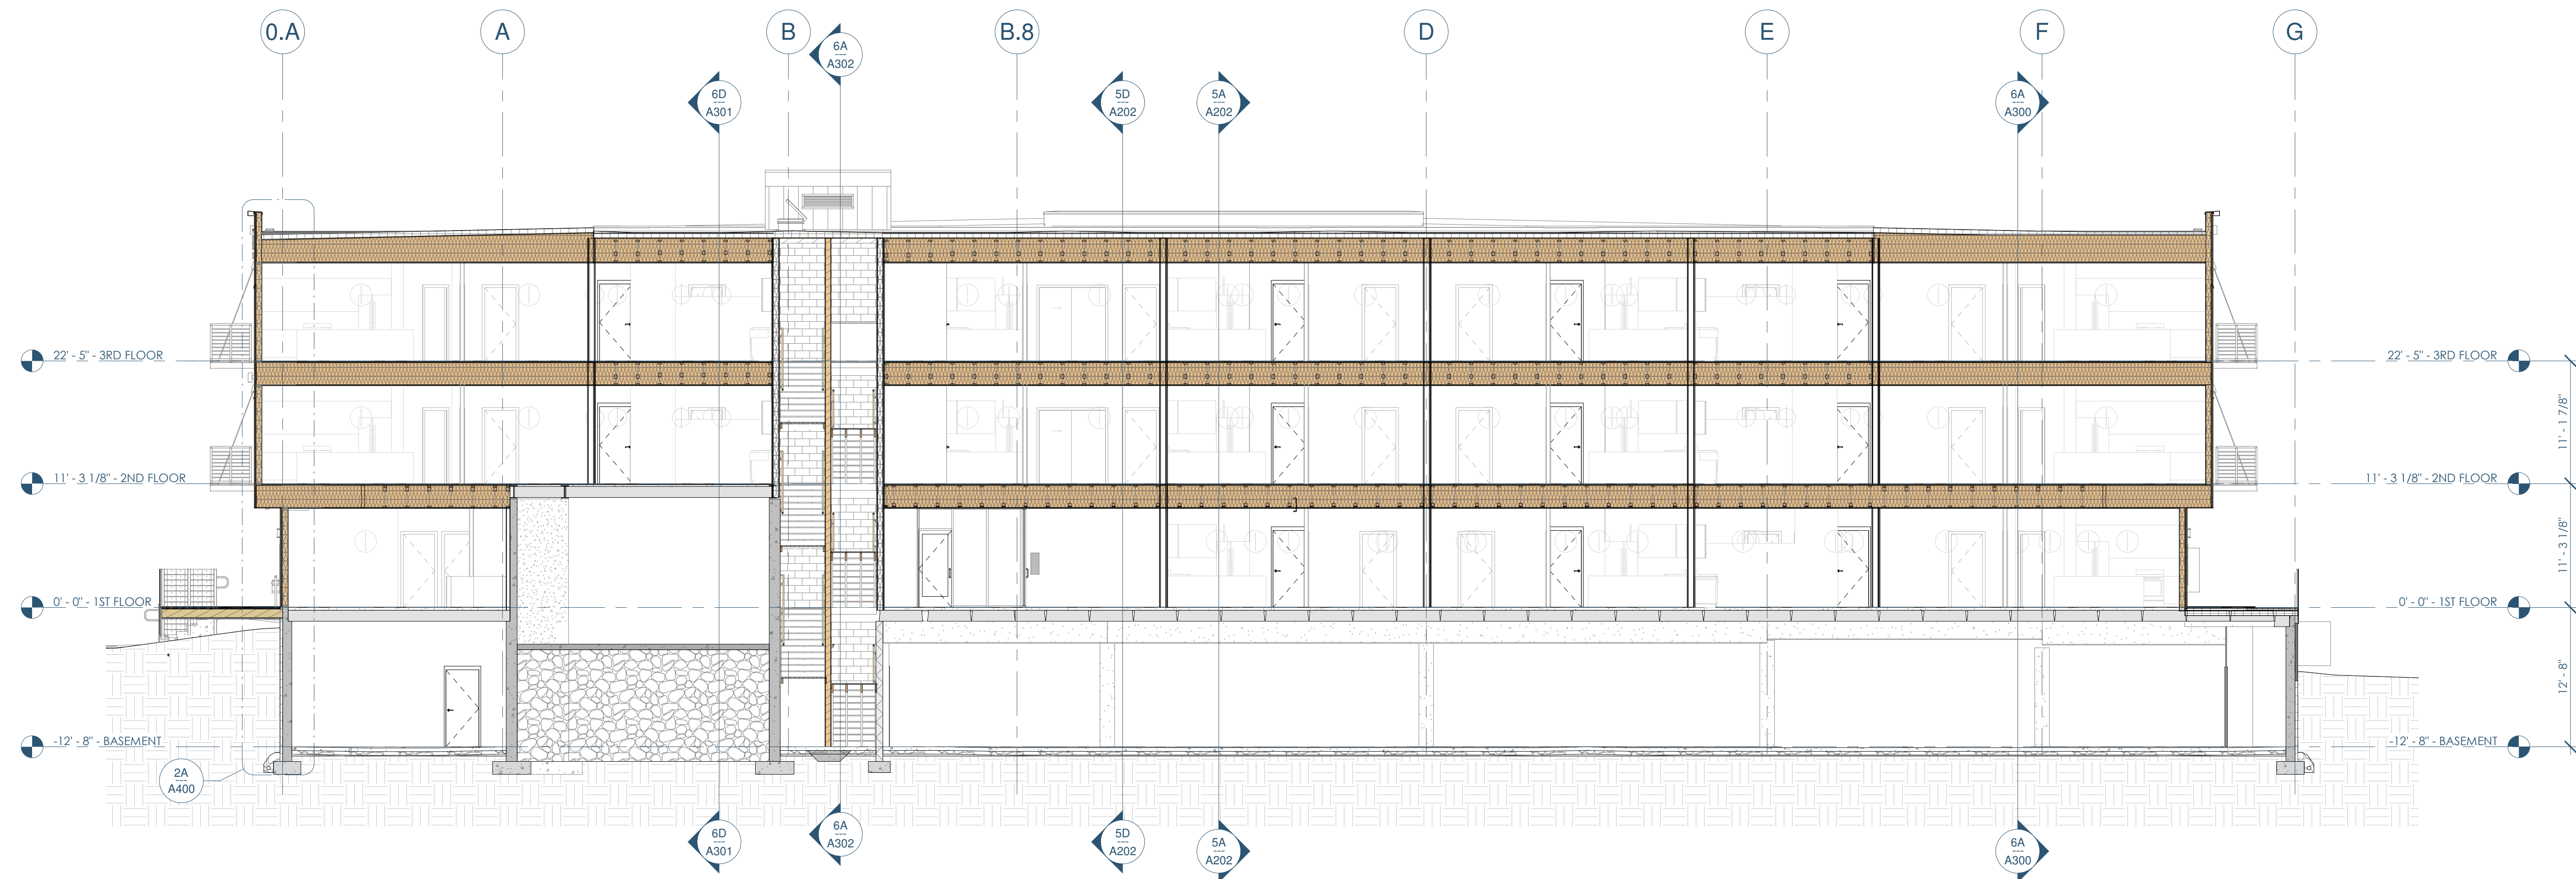 0.A
A
B
B.8
D
E
F
G
6A
---
A302
6D
---
A301
5D
---
A202
5A
---
A202
6A
---
A300
22' - 5" - 3RD FLOOR
22' - 5" - 3RD FLOOR
11' - 1 7/8"
11' - 3 1/8" - 2ND FLOOR
11' - 3 1/8" - 2ND FLOOR
11' - 3 1/8"
0' - 0" - 1ST FLOOR
0' - 0" - 1ST FLOOR
12' - 8"
-12' - 8" - BASEMENT
-12' - 8" - BASEMENT
2A
---
A400
6D
---
A301
6A
---
A302
5D
---
A202
5A
---
A202
6A
---
A300